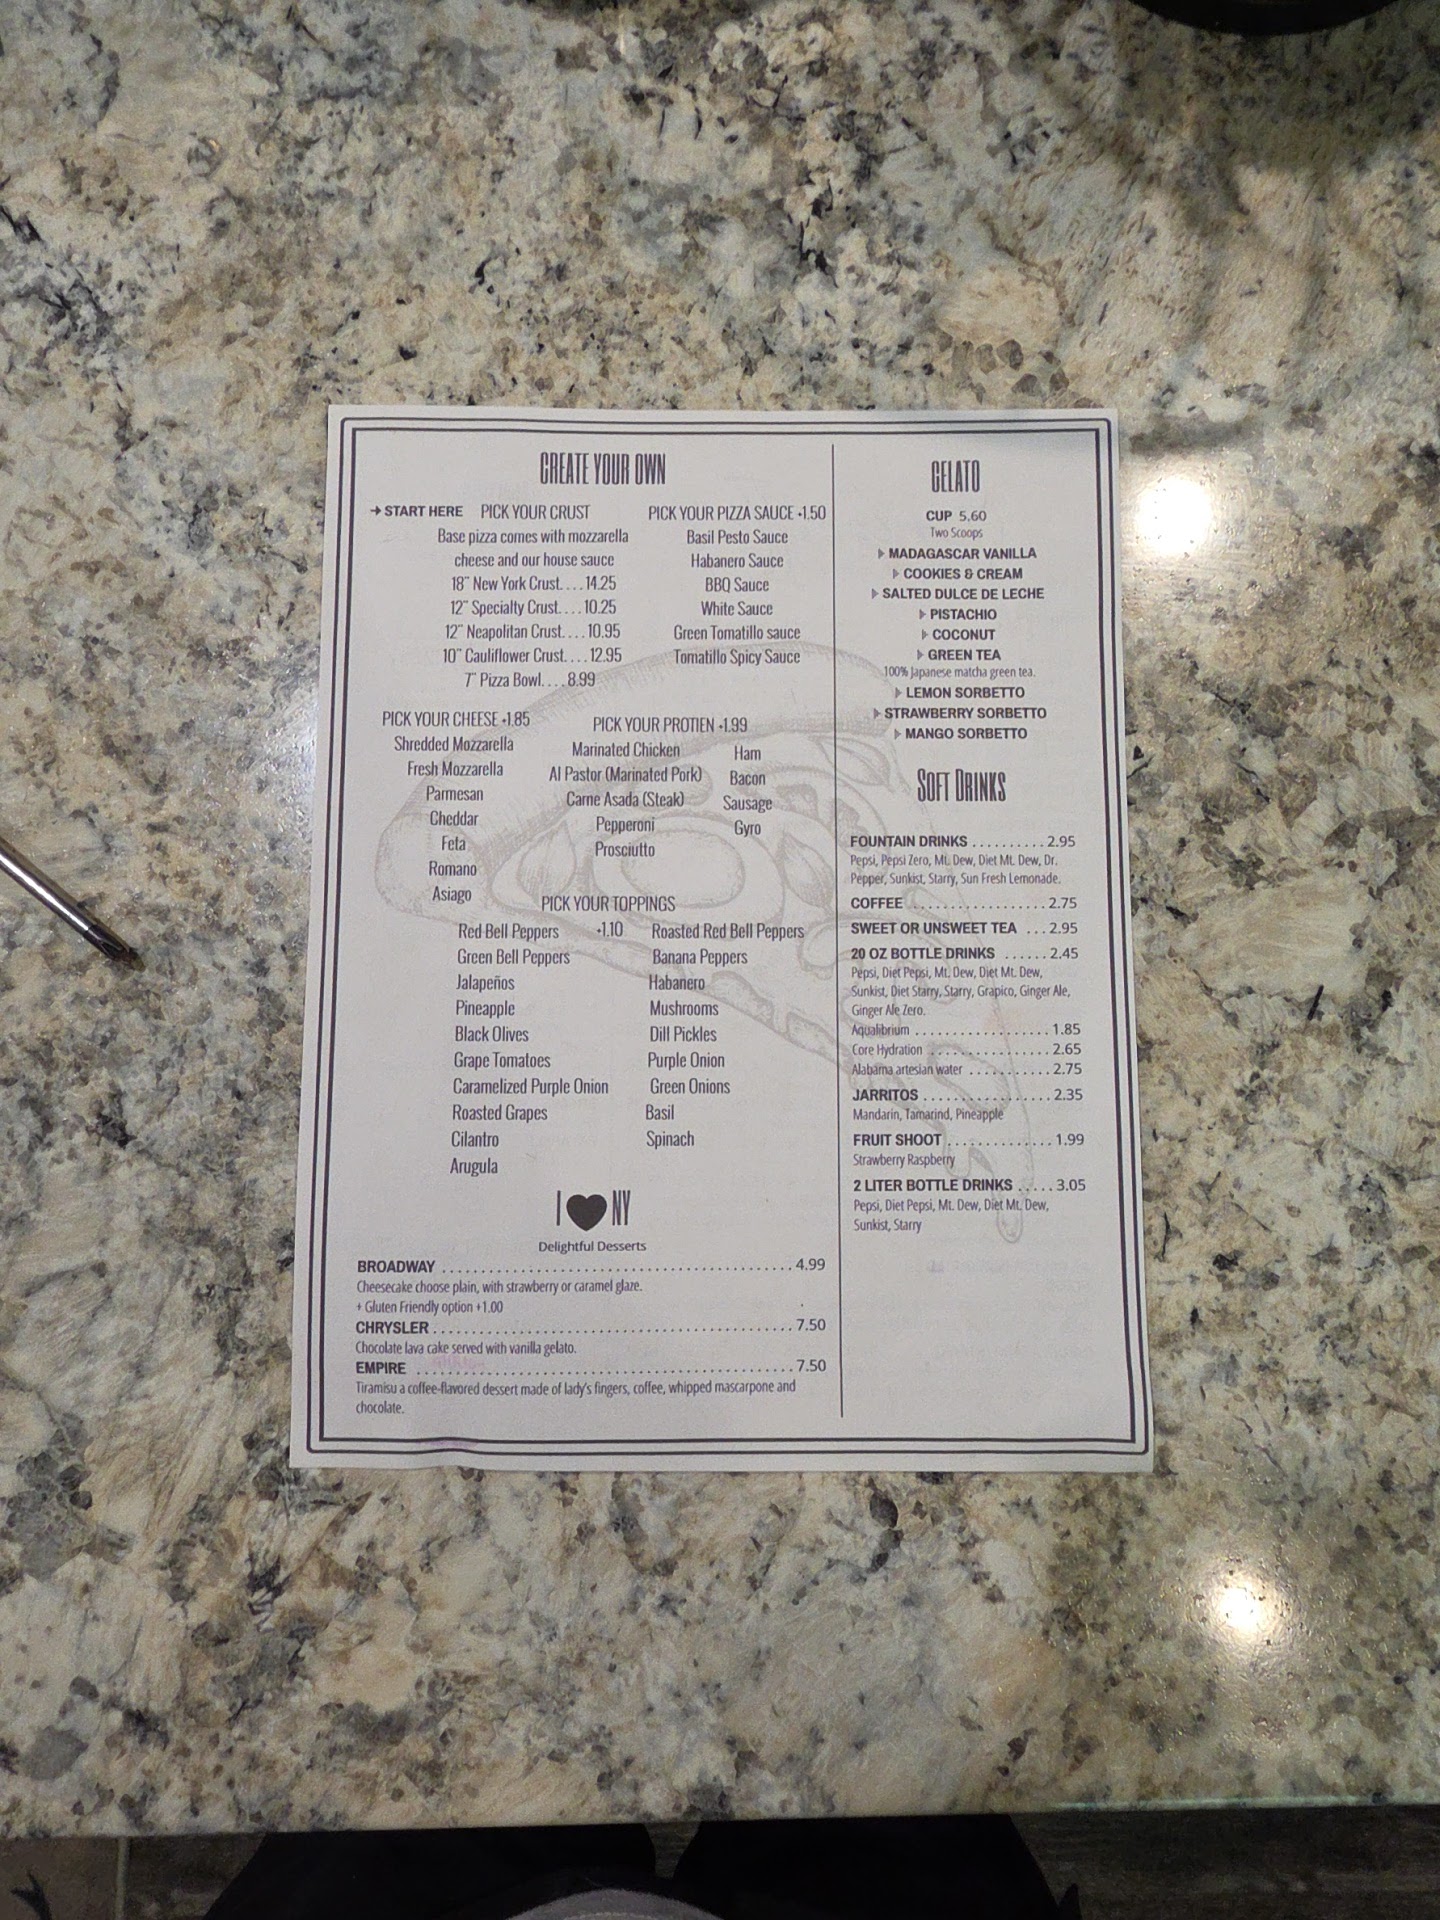 CREATE YOUR OWN
→ START HERE PICK YOUR CRUST
Base pizza comes with mozzarella
cheese and our house sauce
18" New York Crust. . . . 14.25
12" Specialty Crust. . . . 10.25
12" Neapolitan Crust. . . . 10.95
10" Cauliflower Crust. . . . 12.95
7" Pizza Bowl. . . . 8.99
PICK YOUR PIZZA SAUCE +1.50
Basil Pesto Sauce
Habanero Sauce
BBQ Sauce
White Sauce
Green Tomatillo sauce
Tomatillo Spicy Sauce
PICK YOUR CHEESE +1.85
Shredded Mozzarella
Fresh Mozzarella
Parmesan
Cheddar
Feta
Romano
Asiago
PICK YOUR PROTIEN +1.99
Marinated Chicken
Al Pastor (Marinated Pork)
Carne Asada (Steak)
Pepperoni
Prosciutto
Ham
Bacon
Sausage
Gyro
PICK YOUR TOPPINGS
+1.10
Red Bell Peppers
Green Bell Peppers
Jalapeños
Pineapple
Black Olives
Grape Tomatoes
Caramelized Purple Onion
Roasted Grapes
Cilantro
Arugula
Roasted Red Bell Peppers
Banana Peppers
Habanero
Mushrooms
Dill Pickles
Purple Onion
Green Onions
Basil
Spinach
I ♥ NY
Delightful Desserts
BROADWAY ........................................ 4.99
Cheesecake choose plain, with strawberry or caramel glaze.
+ Gluten Friendly option +1.00
CHRYSLER ........................................ 7.50
Chocolate lava cake served with vanilla gelato.
EMPIRE ........................................ 7.50
Tiramisu a coffee-flavored dessert made of lady's fingers, coffee, whipped mascarpone and
chocolate.
GELATO
CUP 5.60
Two Scoops
▶ MADAGASCAR VANILLA
▶ COOKIES & CREAM
▶ SALTED DULCE DE LECHE
▶ PISTACHIO
▶ COCONUT
▶ GREEN TEA
100% Japanese matcha green tea.
▶ LEMON SORBETTO
▶ STRAWBERRY SORBETTO
▶ MANGO SORBETTO
SOFT DRINKS
FOUNTAIN DRINKS .......... 2.95
Pepsi, Pepsi Zero, Mt. Dew, Diet Mt. Dew, Dr.
Pepper, Sunkist, Starry, Sun Fresh Lemonade.
COFFEE .................. 2.75
SWEET OR UNSWEET TEA ... 2.95
20 OZ BOTTLE DRINKS ...... 2.45
Pepsi, Diet Pepsi, Mt. Dew, Diet Mt. Dew,
Sunkist, Diet Starry, Starry, Grapico, Ginger Ale,
Ginger Ale Zero.
Aqualibrium .................. 1.85
Core Hydration ................ 2.65
Alabama artesian water ........... 2.75
JARRITOS ................. 2.35
Mandarin, Tamarind, Pineapple
FRUIT SHOOT .............. 1.99
Strawberry Raspberry
2 LITER BOTTLE DRINKS ..... 3.05
Pepsi, Diet Pepsi, Mt. Dew, Diet Mt. Dew,
Sunkist, Starry